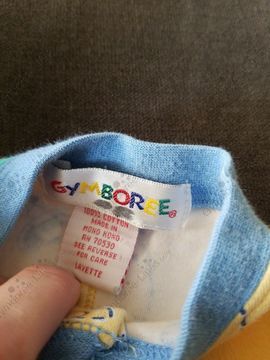 GYMBOREE®
100% COTTON
MADE IN
HONG KONG
RN 70530
SEE REVERSE
FOR CARE
LAYETTE